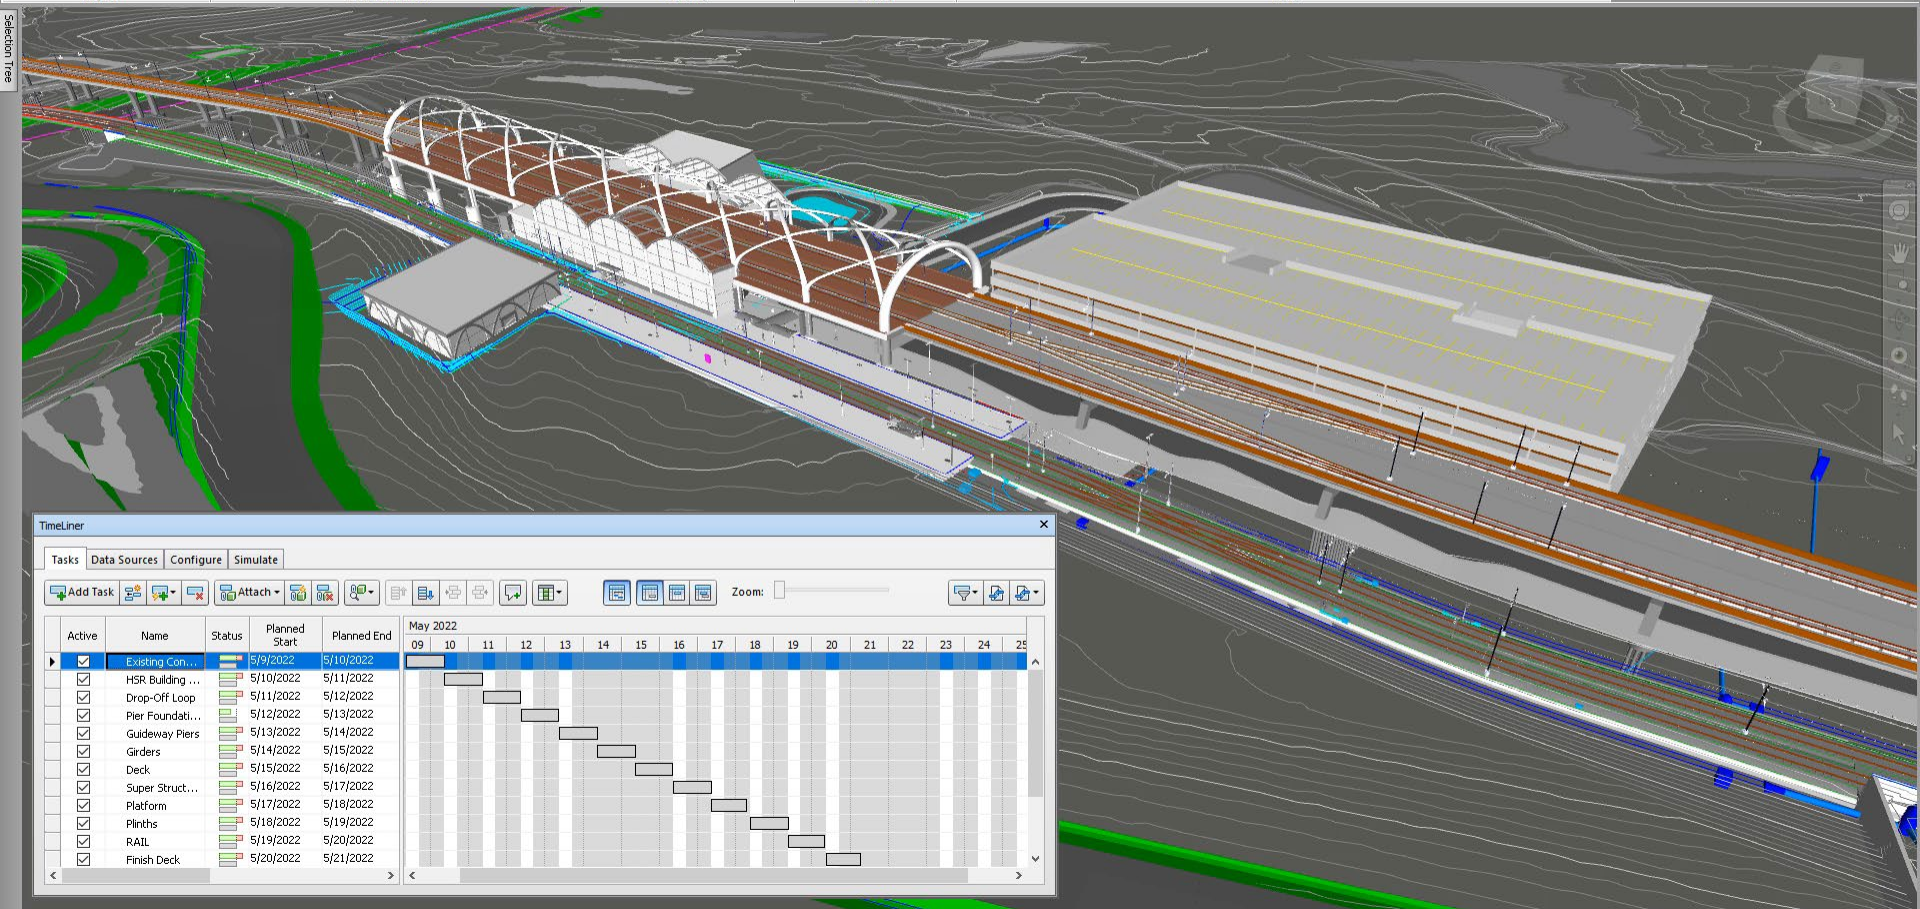 Selection Tree
TimeLiner
Tasks Data Sources Configure Simulate
Add Task Attach Zoom:
Active Name Status Planned Start Planned End May 2022
09 10 11 12 13 14 15 16 17 18 19 20 21 22 23 24 25
Existing Con... 5/9/2022 5/10/2022
HSR Building ... 5/10/2022 5/11/2022
Drop-Off Loop 5/11/2022 5/12/2022
Pier Foundati... 5/12/2022 5/13/2022
Guideway Piers 5/13/2022 5/14/2022
Girders 5/14/2022 5/15/2022
Deck 5/15/2022 5/16/2022
Super Struct... 5/16/2022 5/17/2022
Platform 5/17/2022 5/18/2022
Plinths 5/18/2022 5/19/2022
RAIL 5/19/2022 5/20/2022
Finish Deck 5/20/2022 5/21/2022